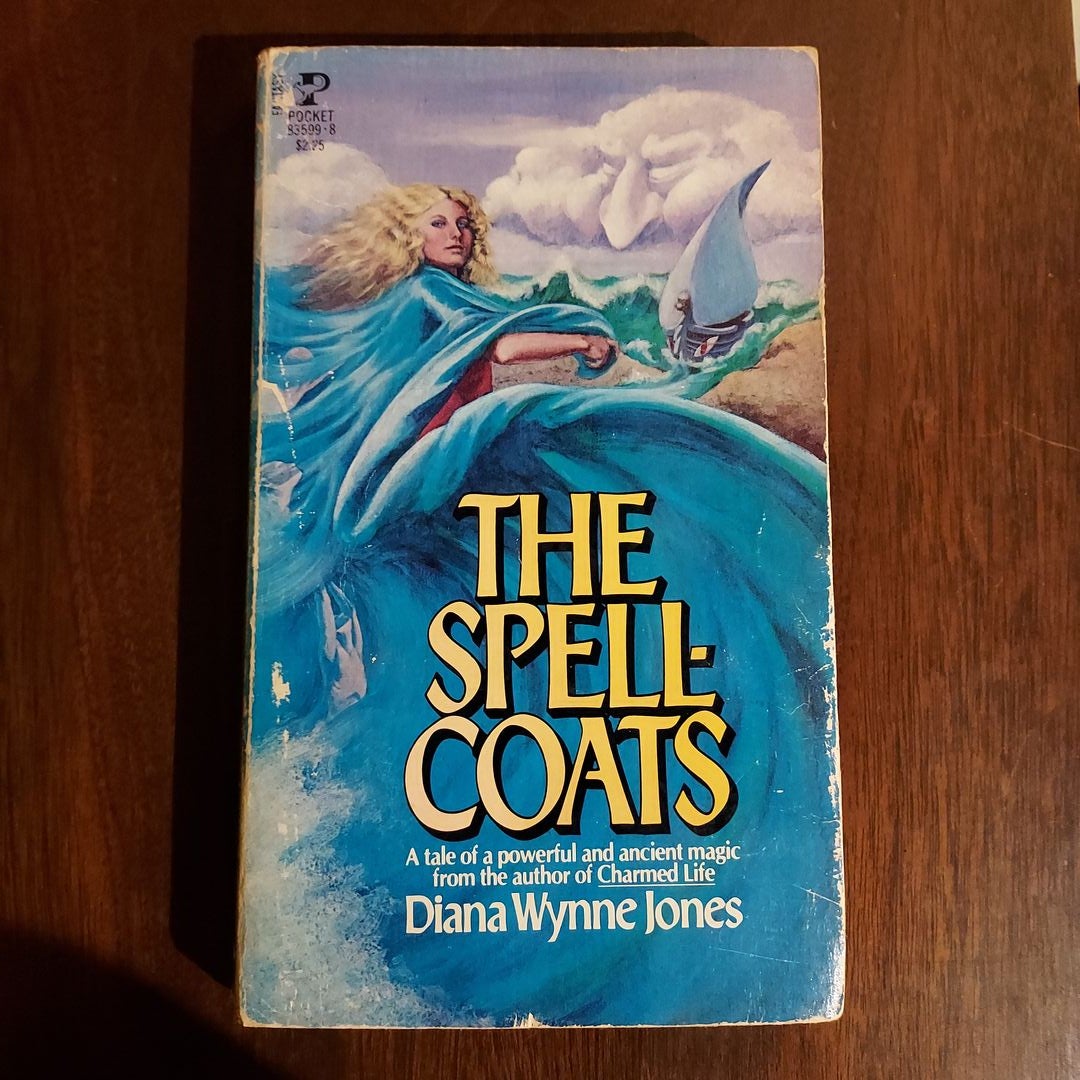 P
POCKET
83599·8
$2.25
THE
SPELL-
COATS
A tale of a powerful and ancient magic
from the author of Charmed Life
Diana Wynne Jones